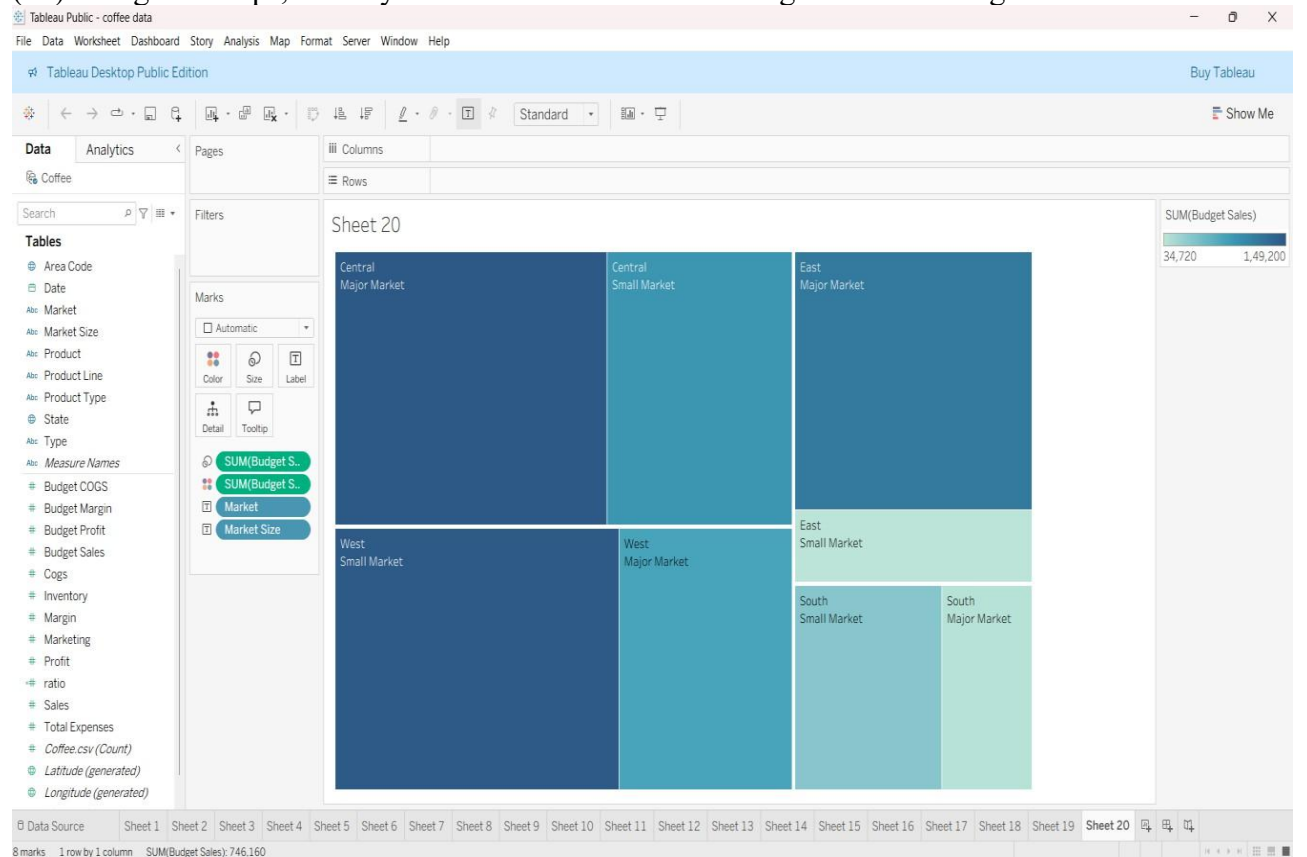 Tableau Public - coffee data
File Data Worksheet Dashboard Story Analysis Map Format Server Window Help
Tableau Desktop Public Edition
Buy Tableau
Standard
Show Me
Data Analytics
Pages
Columns
Coffee
Rows
Search
Filters
Sheet 20
SUM(Budget Sales)
34,720 1,49,200
Tables
Area Code
Date
Abc Market
Abc Market Size
Abc Product
Abc Product Line
Abc Product Type
State
Abc Type
Abc Measure Names
# Budget COGS
# Budget Margin
# Budget Profit
# Budget Sales
# Cogs
# Inventory
# Margin
# Marketing
# Profit
=# ratio
# Sales
# Total Expenses
# Coffee.csv (Count)
Latitude (generated)
Longitude (generated)
Marks
Automatic
Color Size Label
Detail Tooltip
SUM(Budget S..
SUM(Budget S..
Market
Market Size
Central
Major Market
Central
Small Market
East
Major Market
West
Small Market
West
Major Market
East
Small Market
South
Small Market
South
Major Market
Data Source Sheet 1 Sheet 2 Sheet 3 Sheet 4 Sheet 5 Sheet 6 Sheet 7 Sheet 8 Sheet 9 Sheet 10 Sheet 11 Sheet 12 Sheet 13 Sheet 14 Sheet 15 Sheet 16 Sheet 17 Sheet 18 Sheet 19 Sheet 20
8 marks 1 row by 1 column SUM(Budget Sales): 746,160